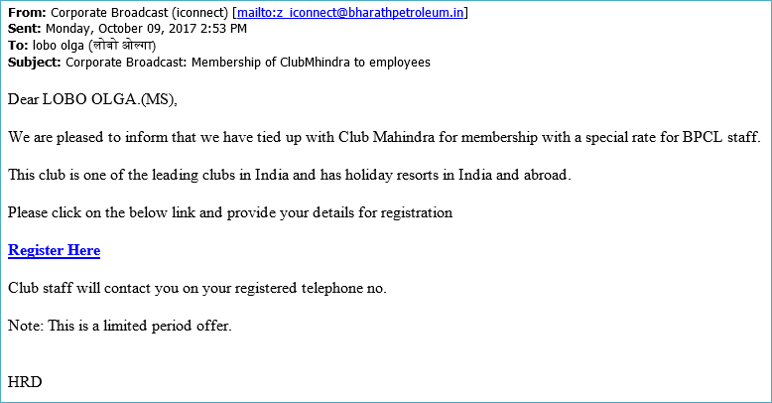 From: Corporate Broadcast (iconnect) [mailto:z_iconnect@bharathpetroleum.in]
Sent: Monday, October 09, 2017 2:53 PM
To: lobo olga (लोबो ओल्गा)
Subject: Corporate Broadcast: Membership of ClubMhindra to employees
Dear LOBO OLGA.(MS),
We are pleased to inform that we have tied up with Club Mahindra for membership with a special rate for BPCL staff.
This club is one of the leading clubs in India and has holiday resorts in India and abroad.
Please click on the below link and provide your details for registration
Register Here
Club staff will contact you on your registered telephone no.
Note: This is a limited period offer.
HRD